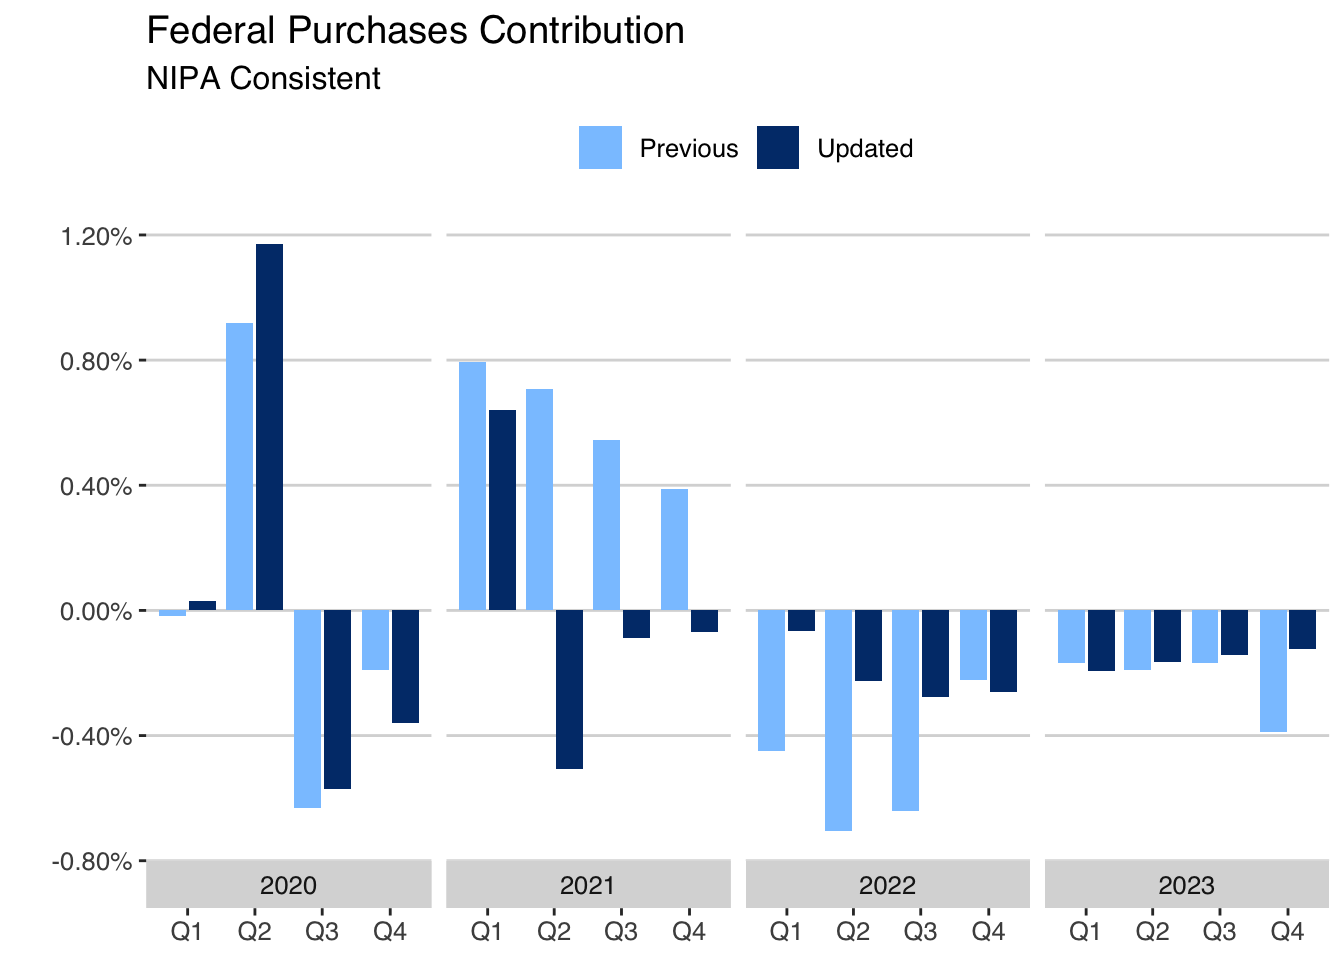 Federal Purchases Contribution
NIPA Consistent
Previous Updated
1.20%
0.80%
0.40%
0.00%
-0.40%
-0.80%
2020 2021 2022 2023
Q1 Q2 Q3 Q4 Q1 Q2 Q3 Q4 Q1 Q2 Q3 Q4 Q1 Q2 Q3 Q4